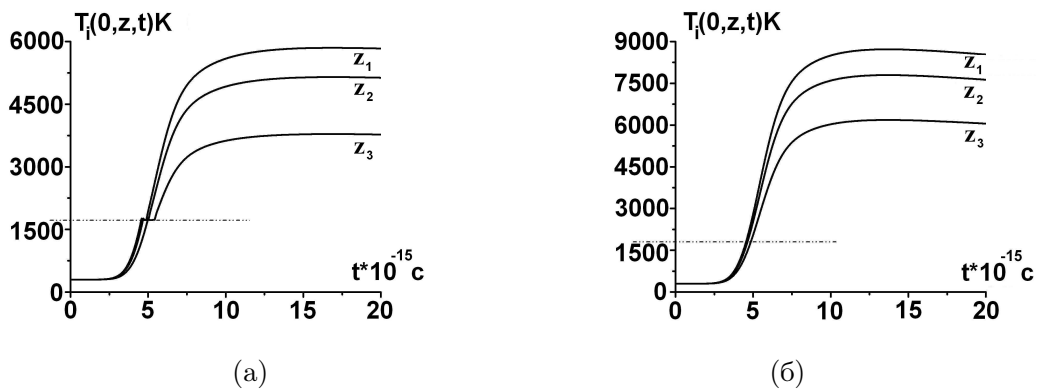 T_i(0,z,t)K
6000
4500
3000
1500
0
z_1
z_2
z_3
t*10^-15 c
0 5 10 15 20
(а)
T_i(0,z,t)K
9000
7500
6000
4500
3000
1500
0
z_1
z_2
z_3
t*10^-15 c
0 5 10 15 20
(б)